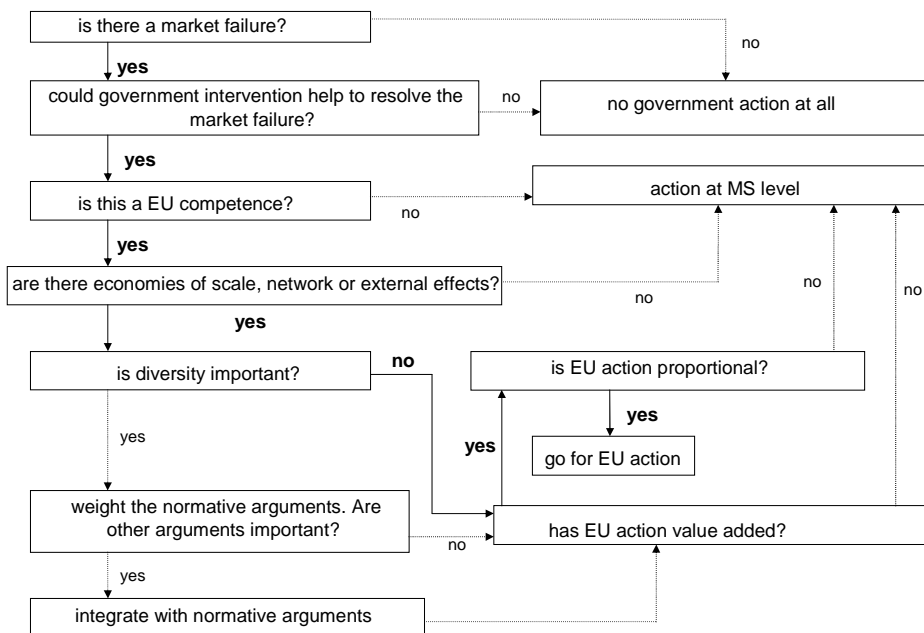 is there a market failure?
no
yes
could government intervention help to resolve the
market failure?
no
no government action at all
yes
is this a EU competence?
no
action at MS level
yes
are there economies of scale, network or external effects?
no
no
no
yes
is diversity important?
no
is EU action proportional?
yes
yes
yes
go for EU action
weight the normative arguments. Are
other arguments important?
no
has EU action value added?
yes
integrate with normative arguments